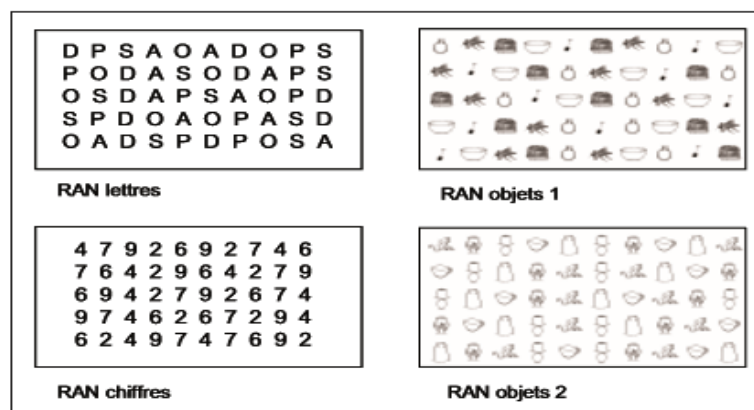 D P S A O A D O P S
P O D A S O D A P S
O S D A P S A O P D
S P D O A O P A S D
O A D S P D P O S A
RAN lettres
RAN objets 1
4 7 9 2 6 9 2 7 4 6
7 6 4 2 9 6 4 2 7 9
6 9 4 2 7 9 2 6 7 4
9 7 4 6 2 6 7 2 9 4
6 2 4 9 7 4 7 6 9 2
RAN chiffres
RAN objets 2